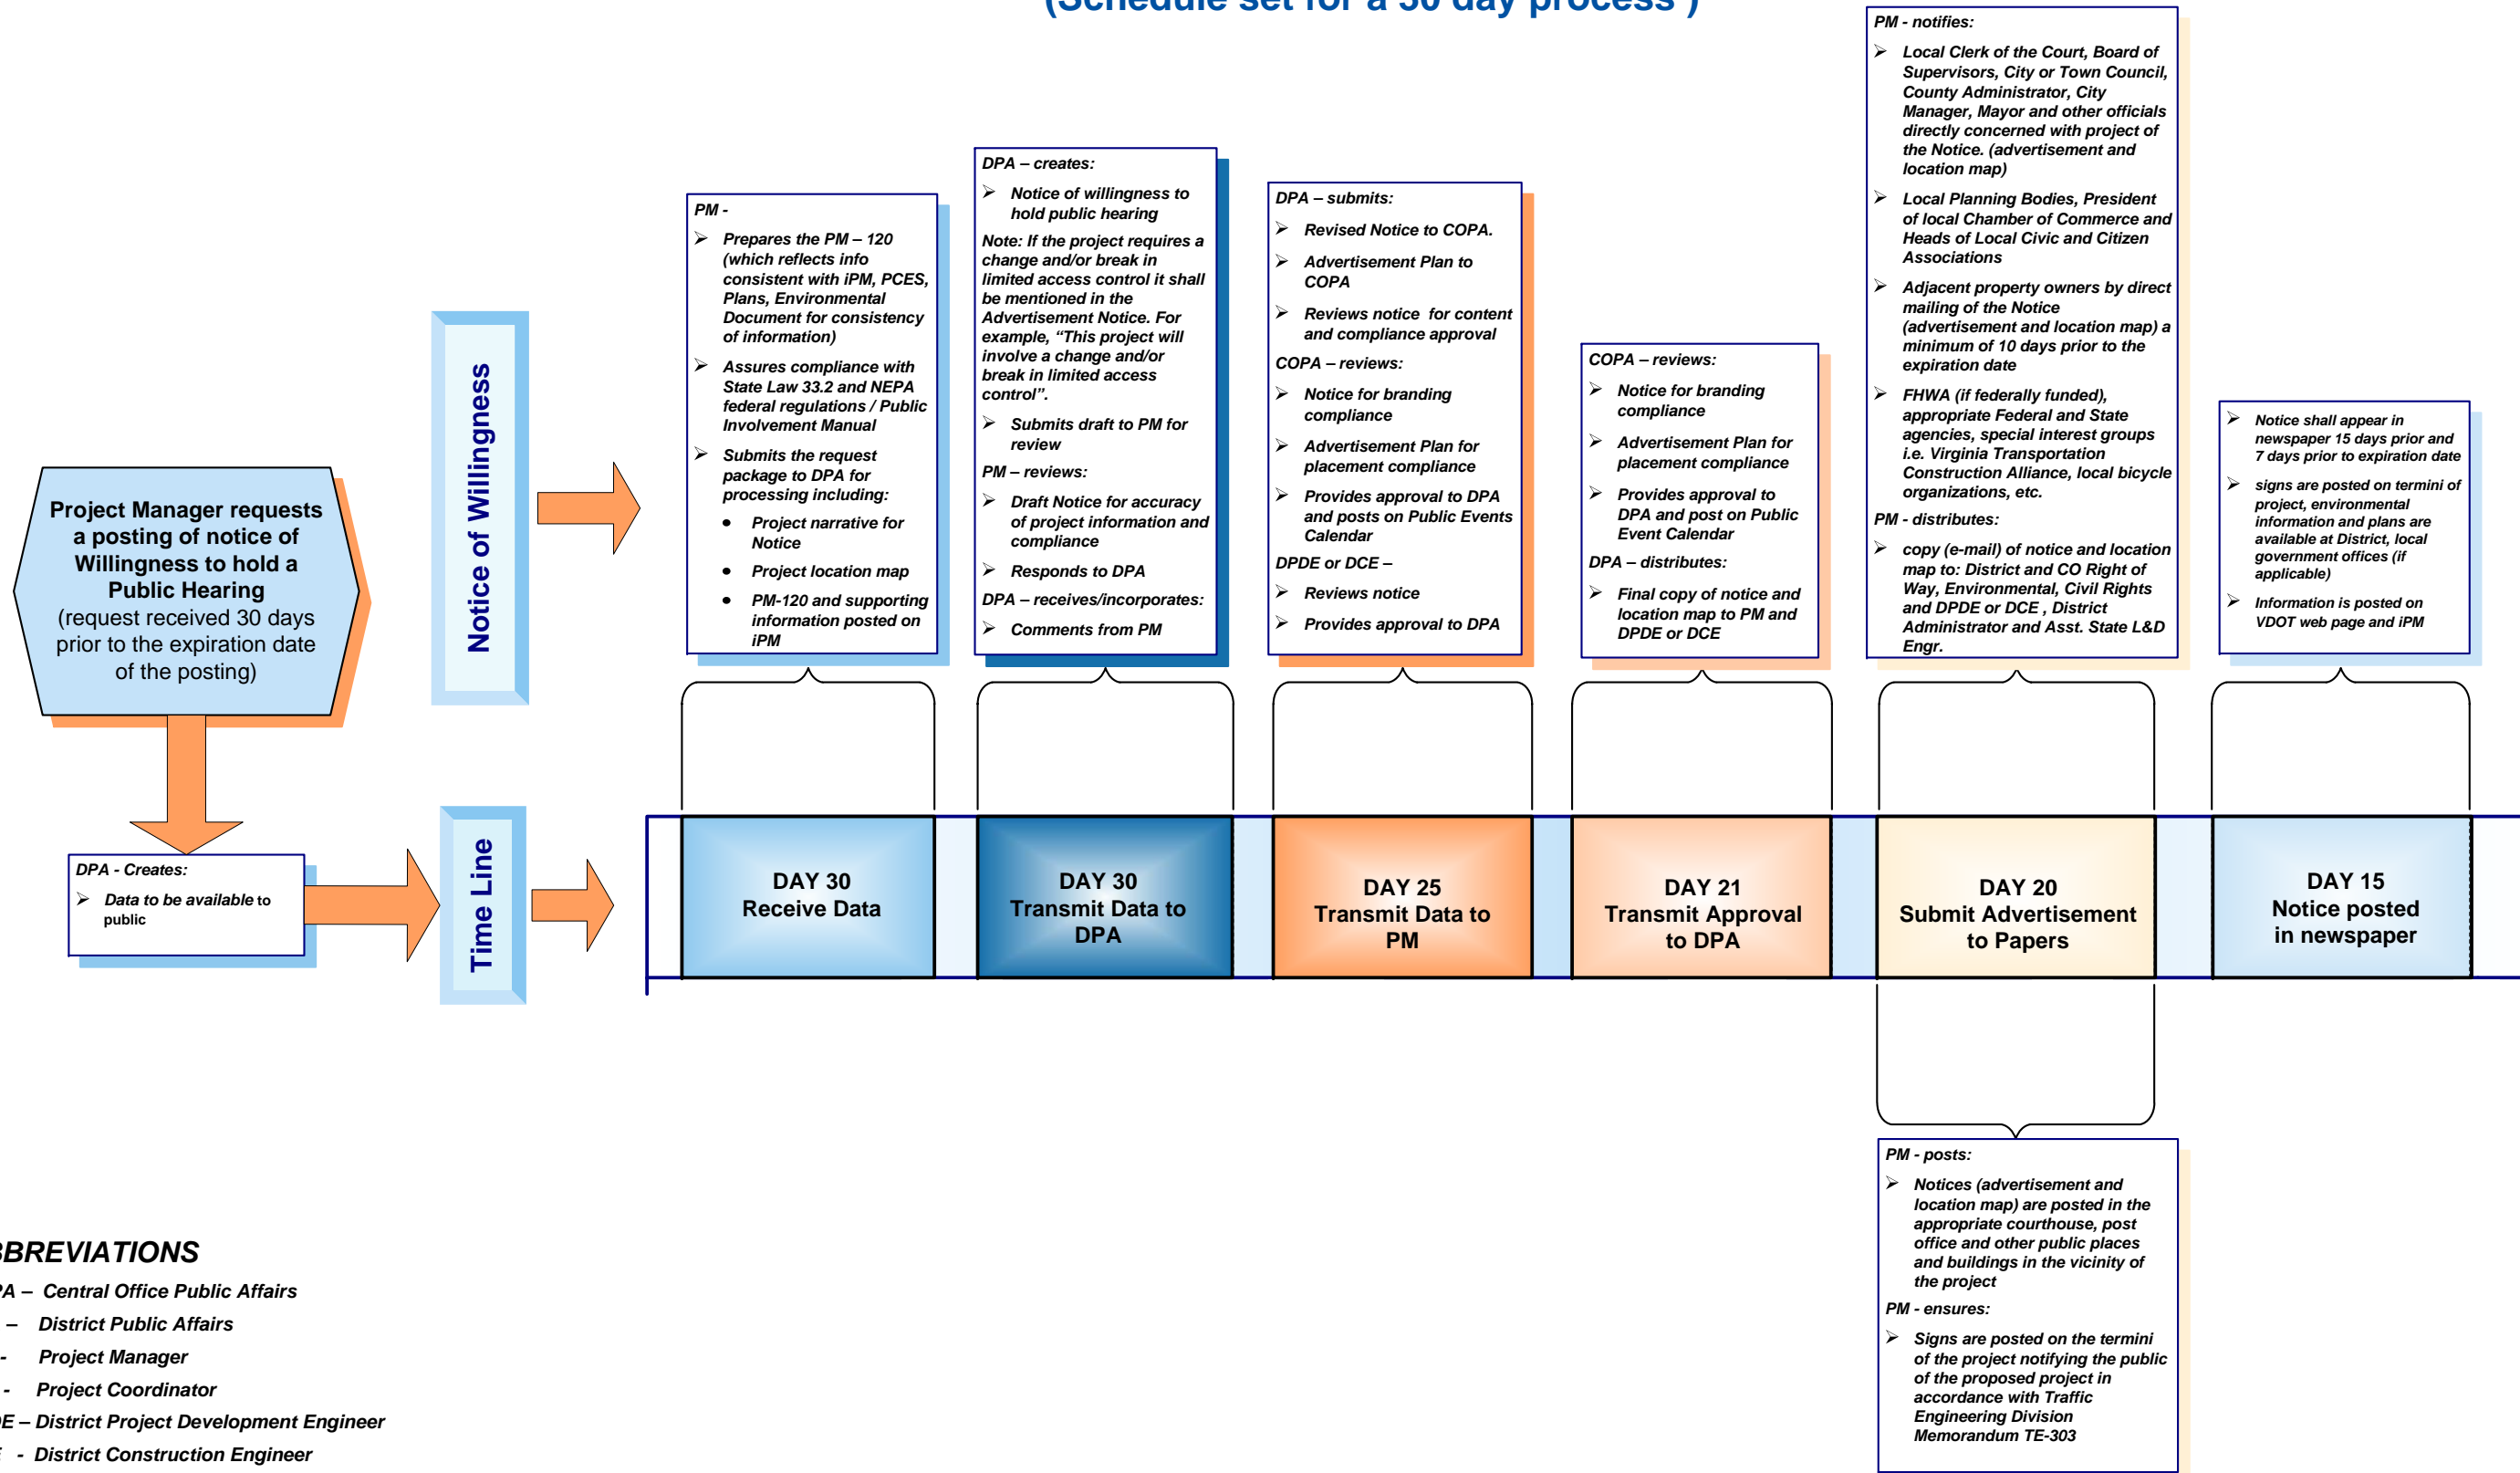 (Schedule set for a 30 day process )
Project Manager requests
a posting of notice of
Willingness to hold a
Public Hearing
(request received 30 days
prior to the expiration date
of the posting)
DPA - Creates:
➢ Data to be available to
public
Notice of Willingness
Time Line
PM -
➢ Prepares the PM – 120
(which reflects info
consistent with iPM, PCES,
Plans, Environmental
Document for consistency
of information)
➢ Assures compliance with
State Law 33.2 and NEPA
federal regulations / Public
Involvement Manual
➢ Submits the request
package to DPA for
processing including:
• Project narrative for
Notice
• Project location map
• PM-120 and supporting
information posted on
iPM
DPA – creates:
➢ Notice of willingness to
hold public hearing
Note: If the project requires a
change and/or break in
limited access control it shall
be mentioned in the
Advertisement Notice. For
example, “This project will
involve a change and/or
break in limited access
control”.
➢ Submits draft to PM for
review
PM – reviews:
➢ Draft Notice for accuracy
of project information and
compliance
➢ Responds to DPA
DPA – receives/incorporates:
➢ Comments from PM
DPA – submits:
➢ Revised Notice to COPA.
➢ Advertisement Plan to
COPA
➢ Reviews notice for content
and compliance approval
COPA – reviews:
➢ Notice for branding
compliance
➢ Advertisement Plan for
placement compliance
➢ Provides approval to DPA
and posts on Public Events
Calendar
DPDE or DCE –
➢ Reviews notice
➢ Provides approval to DPA
COPA – reviews:
➢ Notice for branding
compliance
➢ Advertisement Plan for
placement compliance
➢ Provides approval to
DPA and post on Public
Event Calendar
DPA – distributes:
➢ Final copy of notice and
location map to PM and
DPDE or DCE
PM - notifies:
➢ Local Clerk of the Court, Board of
Supervisors, City or Town Council,
County Administrator, City
Manager, Mayor and other officials
directly concerned with project of
the Notice. (advertisement and
location map)
➢ Local Planning Bodies, President
of local Chamber of Commerce and
Heads of Local Civic and Citizen
Associations
➢ Adjacent property owners by direct
mailing of the Notice
(advertisement and location map) a
minimum of 10 days prior to the
expiration date
➢ FHWA (if federally funded),
appropriate Federal and State
agencies, special interest groups
i.e. Virginia Transportation
Construction Alliance, local bicycle
organizations, etc.
PM - distributes:
➢ copy (e-mail) of notice and location
map to: District and CO Right of
Way, Environmental, Civil Rights
and DPDE or DCE , District
Administrator and Asst. State L&D
Engr.
➢ Notice shall appear in
newspaper 15 days prior and
7 days prior to expiration date
➢ signs are posted on termini of
project, environmental
information and plans are
available at District, local
government offices (if
applicable)
➢ Information is posted on
VDOT web page and iPM
DAY 30
Receive Data
DAY 30
Transmit Data to
DPA
DAY 25
Transmit Data to
PM
DAY 21
Transmit Approval
to DPA
DAY 20
Submit Advertisement
to Papers
DAY 15
Notice posted
in newspaper
PM - posts:
➢ Notices (advertisement and
location map) are posted in the
appropriate courthouse, post
office and other public places
and buildings in the vicinity of
the project
PM - ensures:
➢ Signs are posted on the termini
of the project notifying the public
of the proposed project in
accordance with Traffic
Engineering Division
Memorandum TE-303
BBREVIATIONS
PA – Central Office Public Affairs
– District Public Affairs
- Project Manager
- Project Coordinator
DE – District Project Development Engineer
- District Construction Engineer